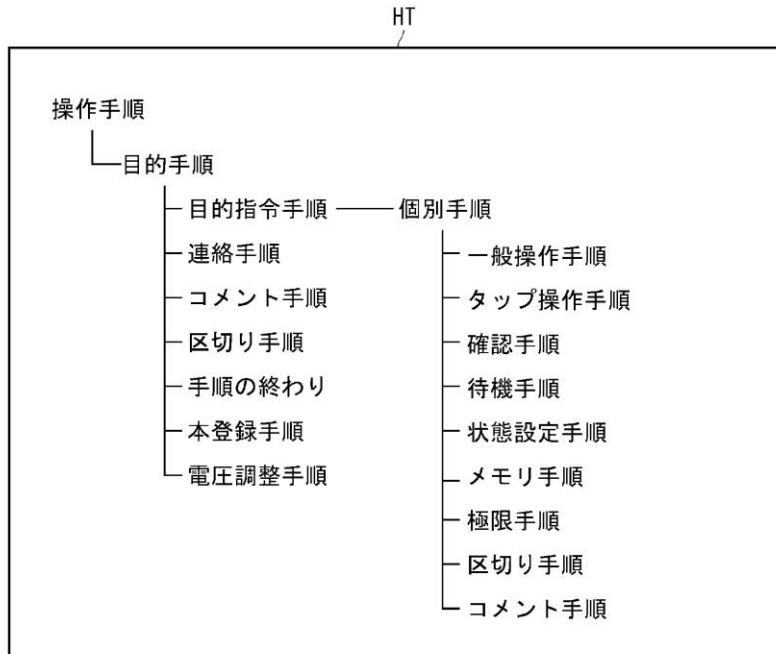 HT
操作手順
目的手順
目的指令手順 個別手順
連絡手順
コメント手順
区切り手順
手順の終わり
本登録手順
電圧調整手順
一般操作手順
タップ操作手順
確認手順
待機手順
状態設定手順
メモリ手順
極限手順
区切り手順
コメント手順